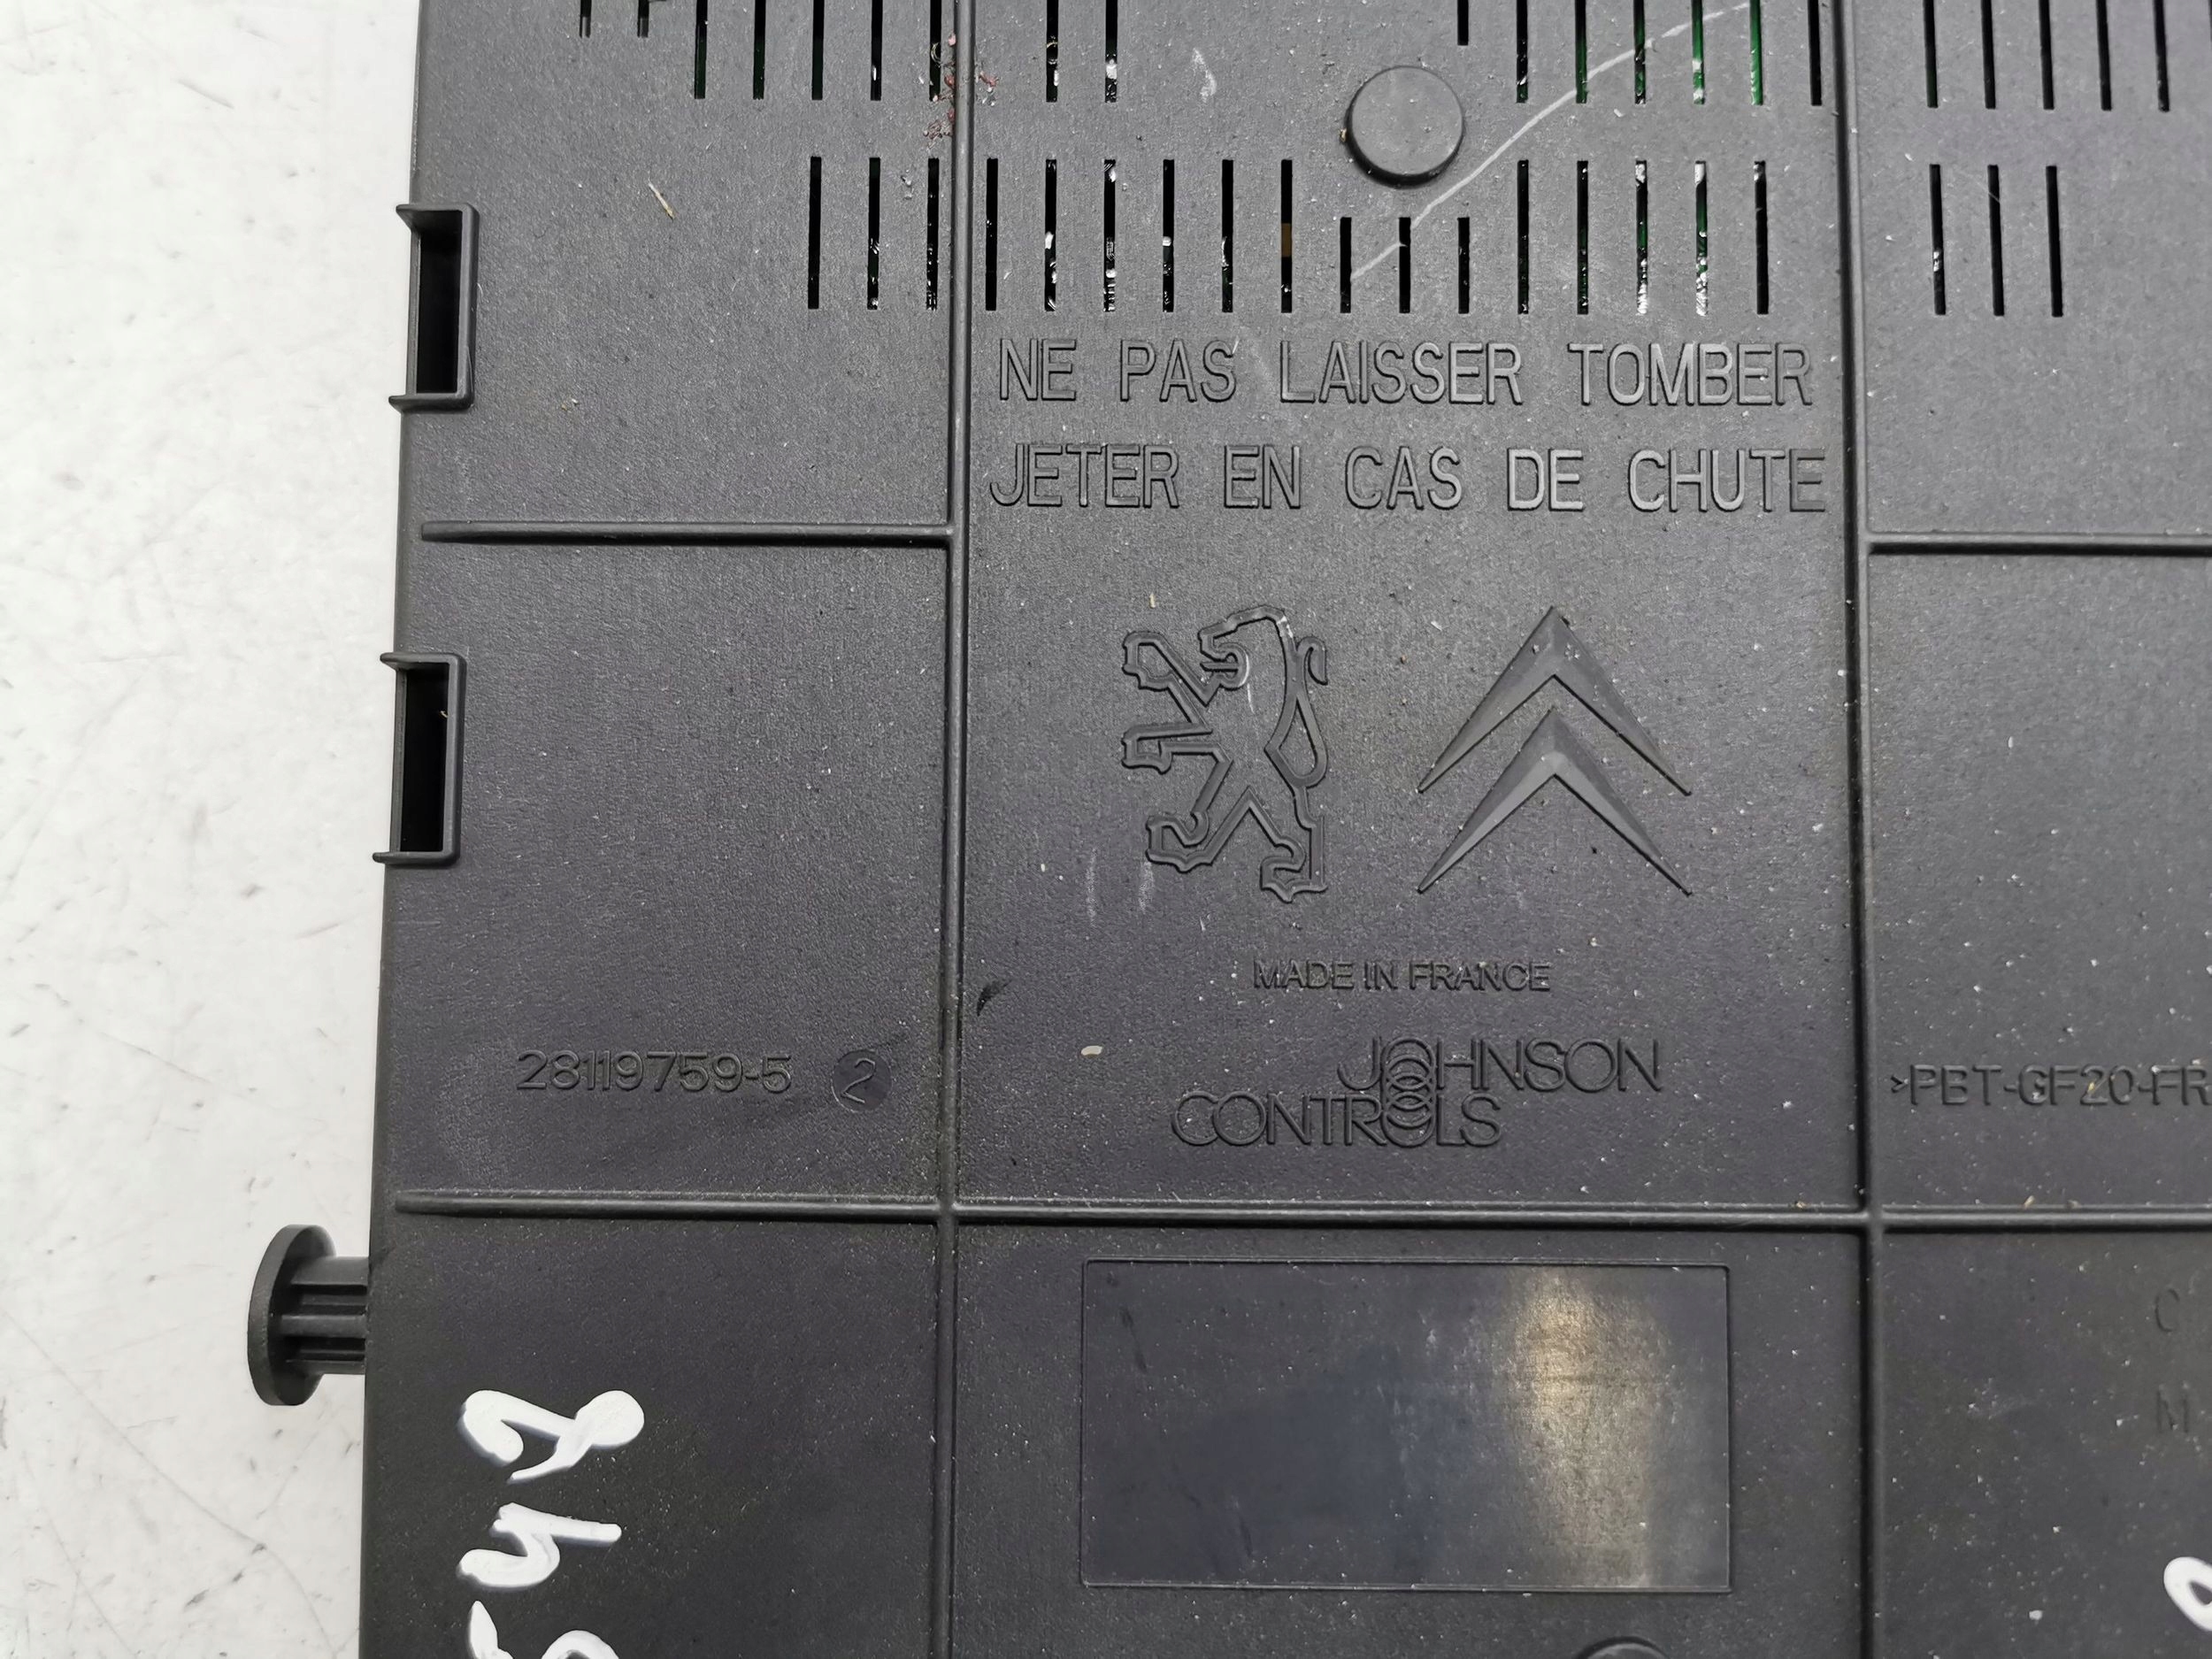 NE PAS LAISSER TOMBER
JETER EN CAS DE CHUTE
MADE IN FRANCE
28119759-5 2
JOHNSON
CONTROLS
>PBT-GF20-FR
C
M